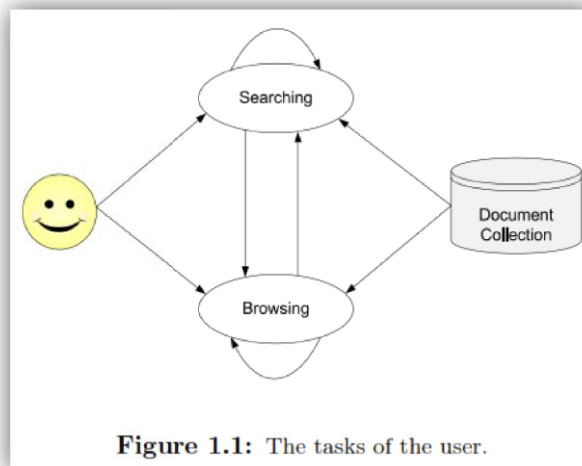 Searching
Document
Collection
Browsing
Figure 1.1: The tasks of the user.